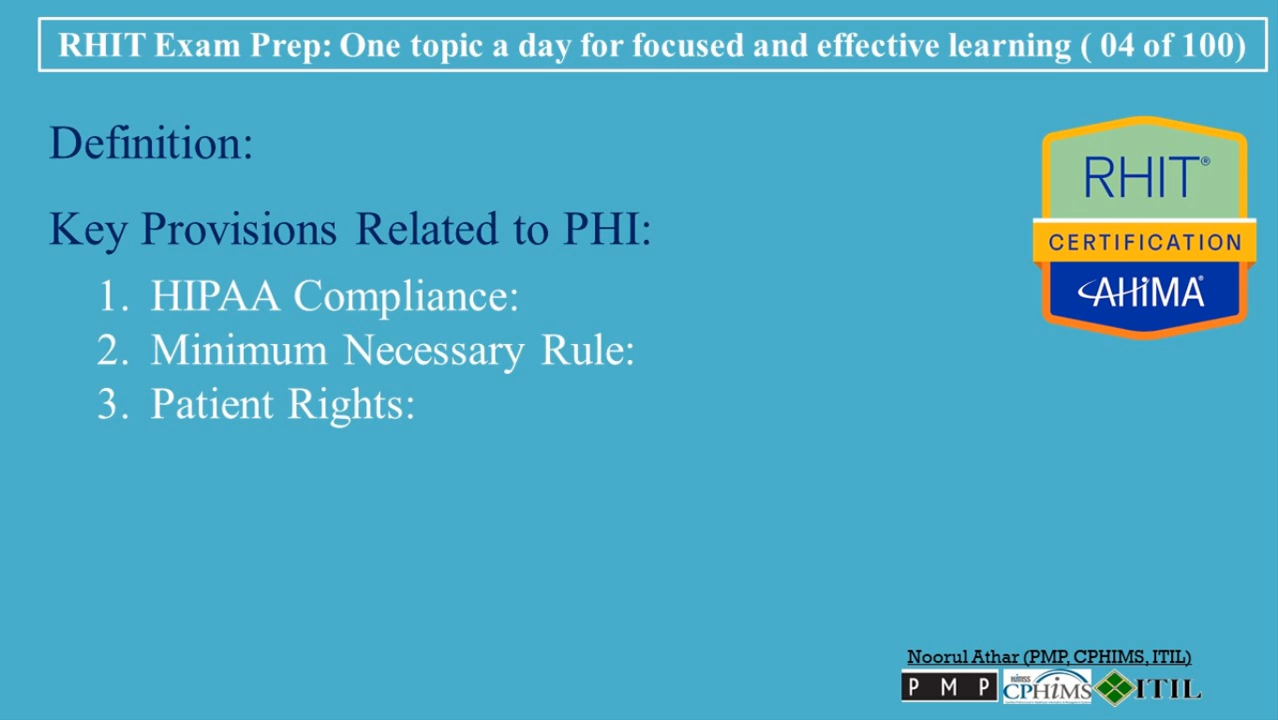 RHIT Exam Prep: One topic a day for focused and effective learning ( 04 of 100)
Definition:
Key Provisions Related to PHI:
1. HIPAA Compliance:
2. Minimum Necessary Rule:
3. Patient Rights:
RHIT®
CERTIFICATION
AHiMA®
Noorul Athar (PMP, CPHIMS, ITIL)
PMP
himss
CPHiMS
ITIL